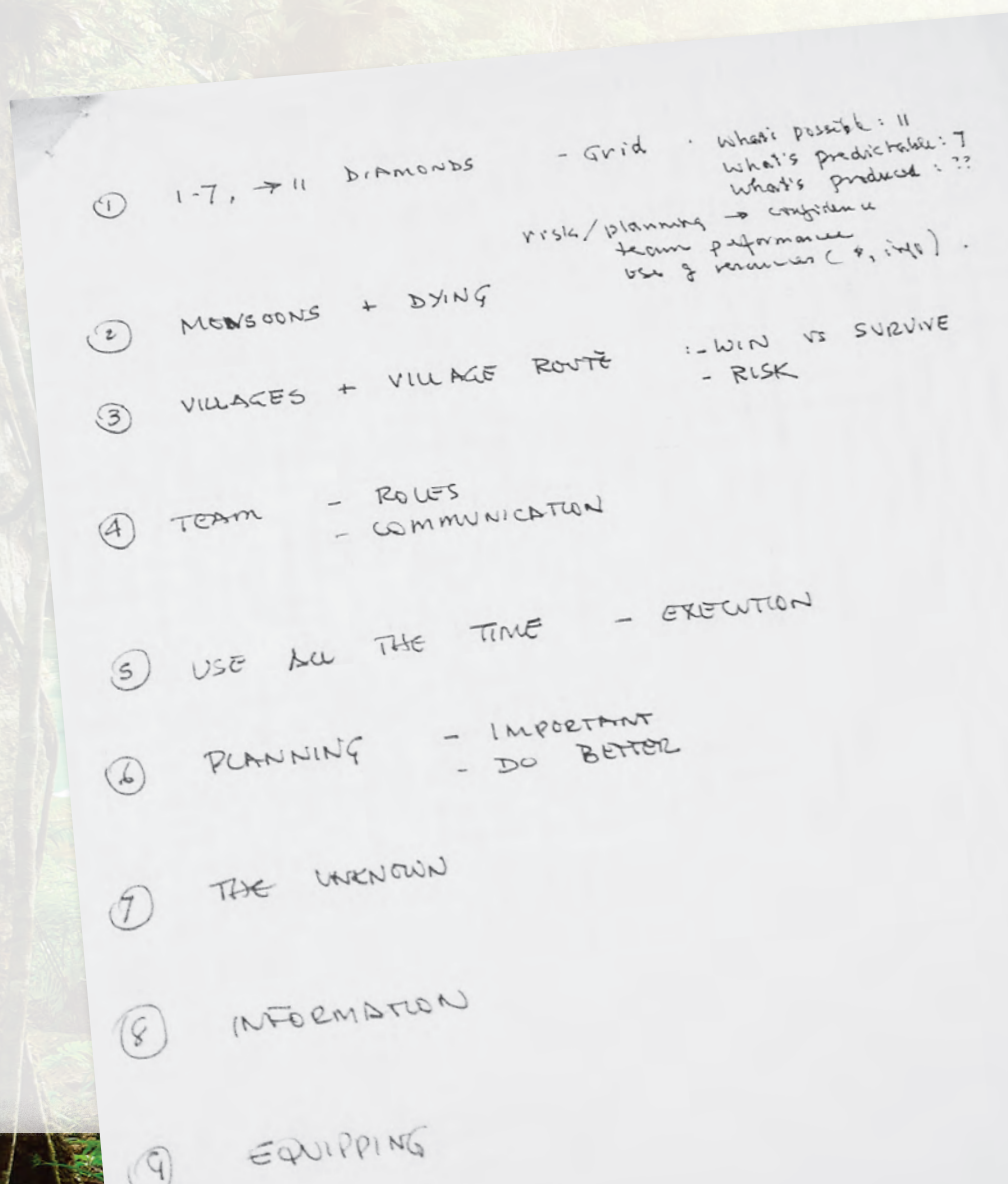 ① 1-7, → 11 DIAMONDS - Grid · What's possible : 11
what's predictable : 7
what's produced : ??
risk/planning → confidence
team peformance
use of resources ( $, info) .
② MONSOONS + DYING
③ VILLAGES + VILLAGE ROUTE :- WIN VS SURVIVE
- RISK
④ TEAM - ROLES
- COMMUNICATION
⑤ USE ALL THE TIME - EXECUTION
⑥ PLANNING - IMPORTANT
- DO BETTER
⑦ THE UNKNOWN
⑧ INFORMATION
⑨ EQUIPPING